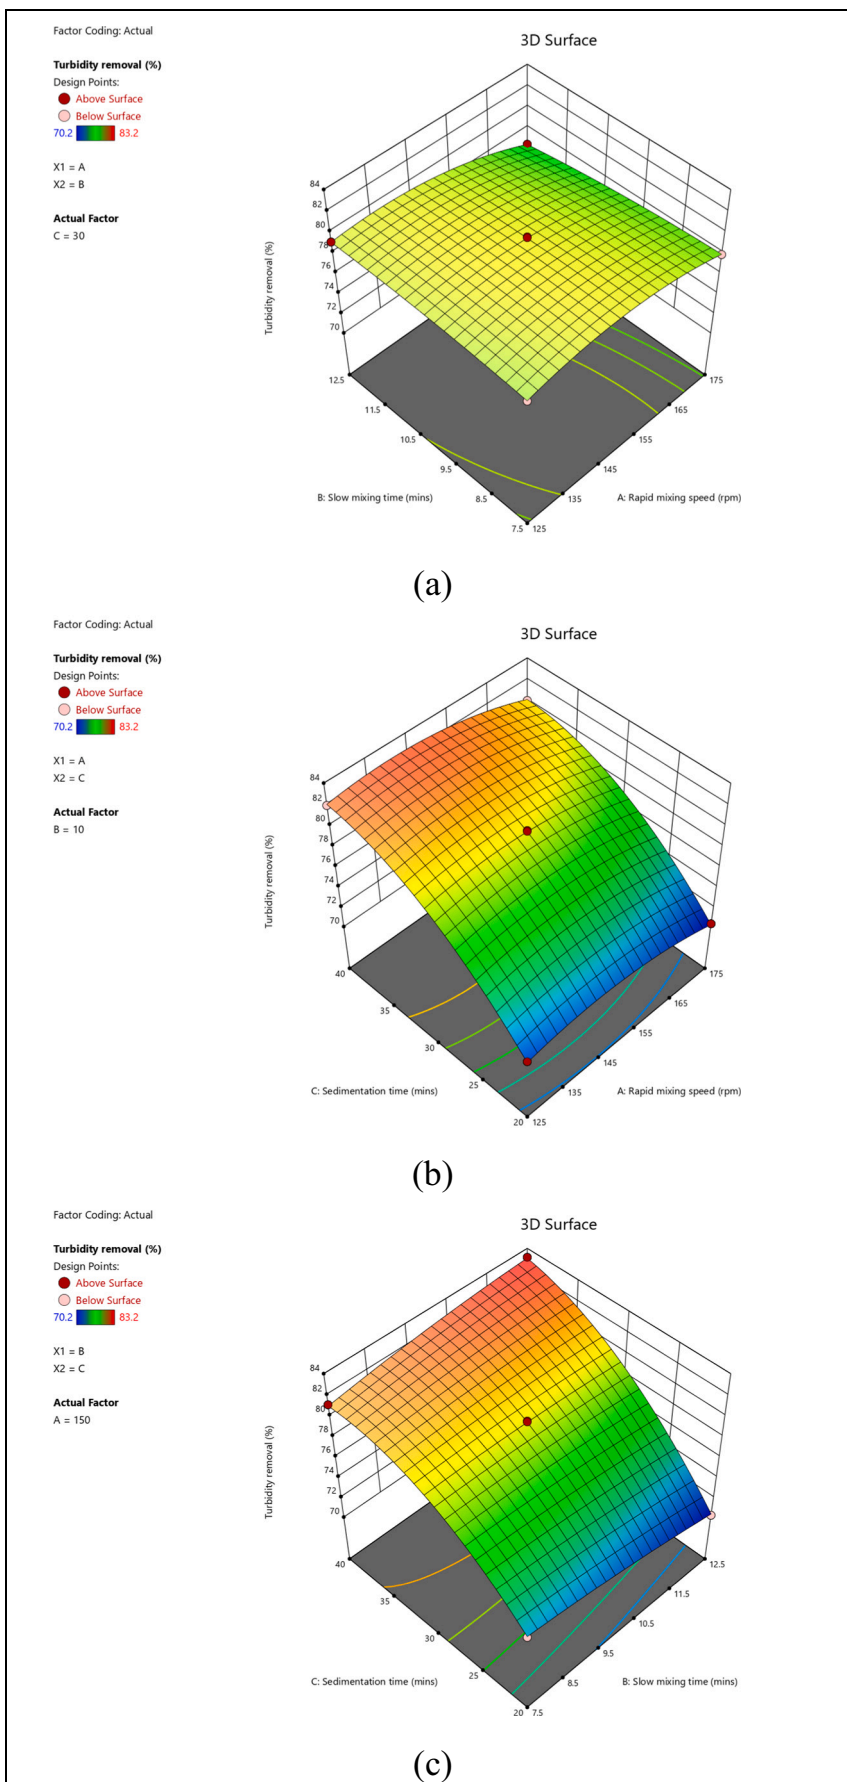 Factor Coding: Actual
3D Surface
Turbidity removal (%)
Design Points:
Above Surface
Below Surface
70.2 83.2
X1 = A
X2 = B
Actual Factor
C = 30
84
82
80
78
76
74
72
70
Turbidity removal (%)
12.5
11.5
10.5
9.5
8.5
7.5
B: Slow mixing time (mins)
125
135
145
155
165
175
A: Rapid mixing speed (rpm)
(a)
Factor Coding: Actual
3D Surface
Turbidity removal (%)
Design Points:
Above Surface
Below Surface
70.2 83.2
X1 = A
X2 = C
Actual Factor
B = 10
84
82
80
78
76
74
72
70
Turbidity removal (%)
40
35
30
25
20
C: Sedimentation time (mins)
125
135
145
155
165
175
A: Rapid mixing speed (rpm)
(b)
Factor Coding: Actual
3D Surface
Turbidity removal (%)
Design Points:
Above Surface
Below Surface
70.2 83.2
X1 = B
X2 = C
Actual Factor
A = 150
84
82
80
78
76
74
72
70
Turbidity removal (%)
40
35
30
25
20
C: Sedimentation time (mins)
7.5
8.5
9.5
10.5
11.5
12.5
B: Slow mixing time (mins)
(c)